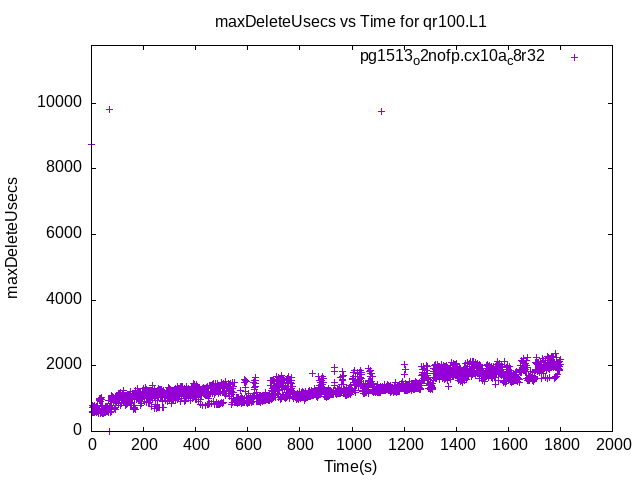 maxDeleteUsecs vs Time for qr100.L1
pg1513o2nofp.cx10ac8r32
maxDeleteUsecs
10000
8000
6000
4000
2000
0
0 200 400 600 800 1000 1200 1400 1600 1800 2000
Time(s)